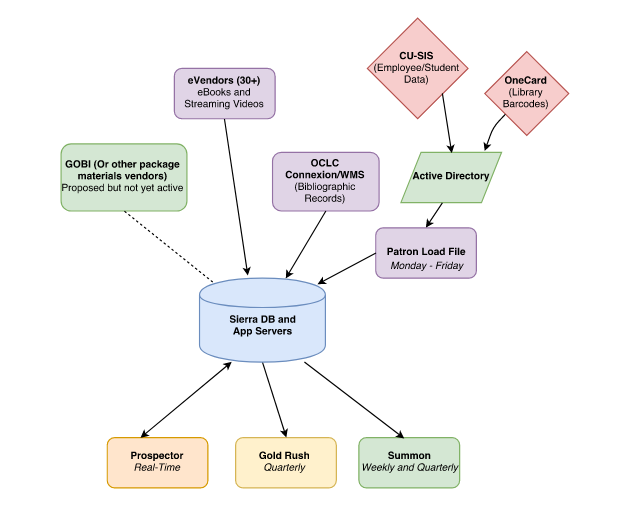 CU-SIS
(Employee/Student
Data)
eVendors (30+)
eBooks and
Streaming Videos
OneCard
(Library
Barcodes)
GOBI (Or other package
materials vendors)
Proposed but not yet active
OCLC
Connexion/WMS
(Bibliographic
Records)
Active Directory
Patron Load File
Monday - Friday
Sierra DB and
App Servers
Prospector
Real-Time
Gold Rush
Quarterly
Summon
Weekly and Quarterly